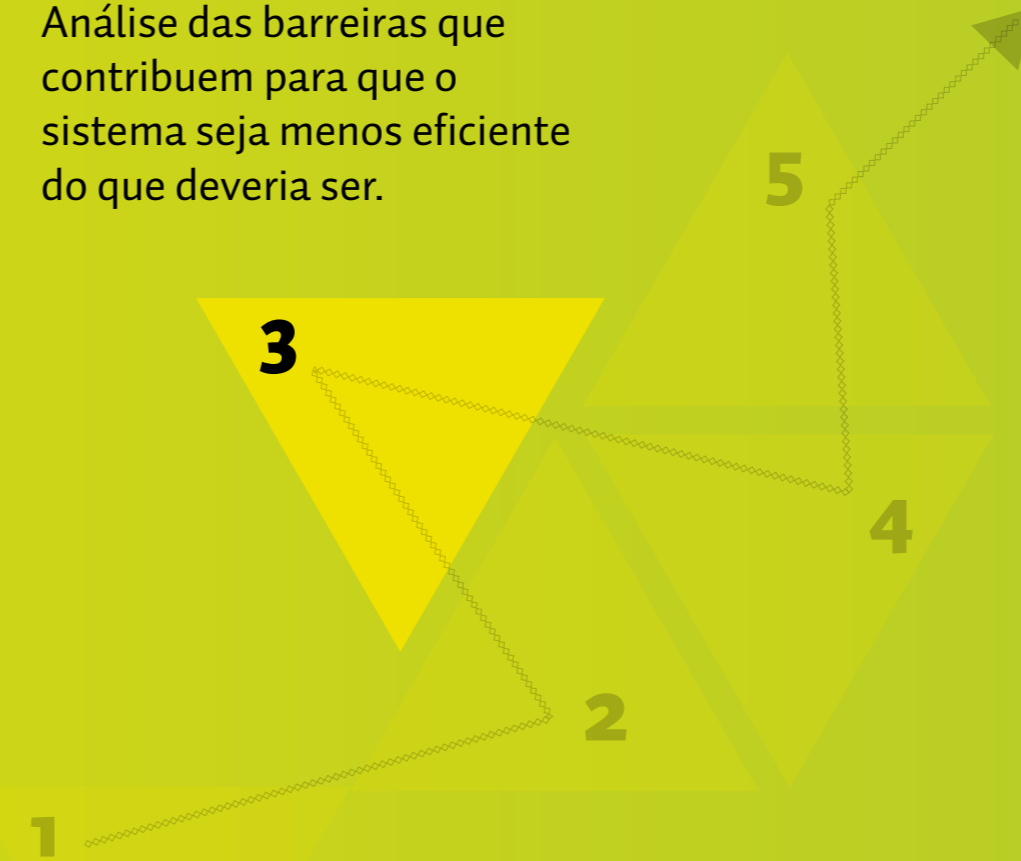 Análise das barreiras que
contribuem para que o
sistema seja menos eficiente
do que deveria ser.
5
3
4
2
1